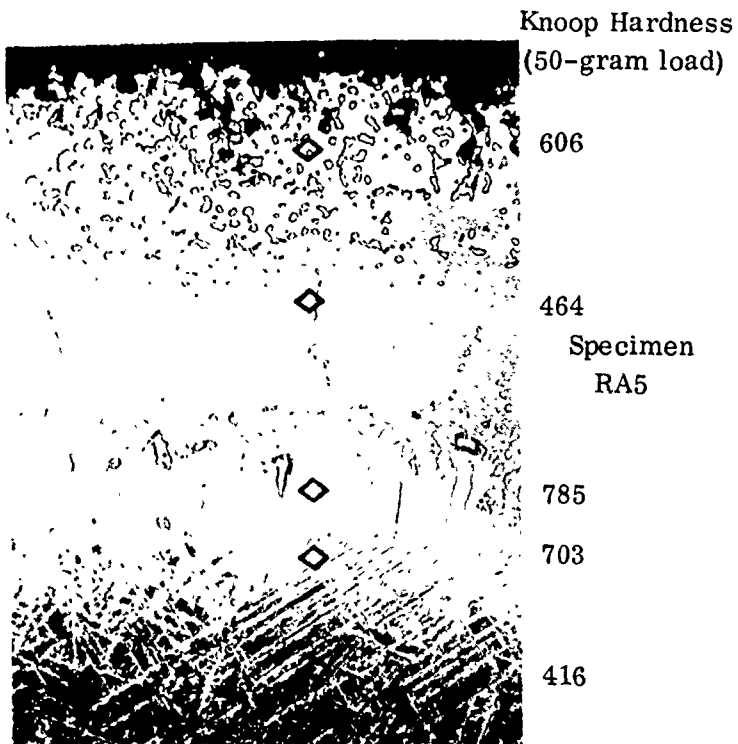 Knoop Hardness
(50-gram load)
606
464
Specimen
RA5
785
703
416